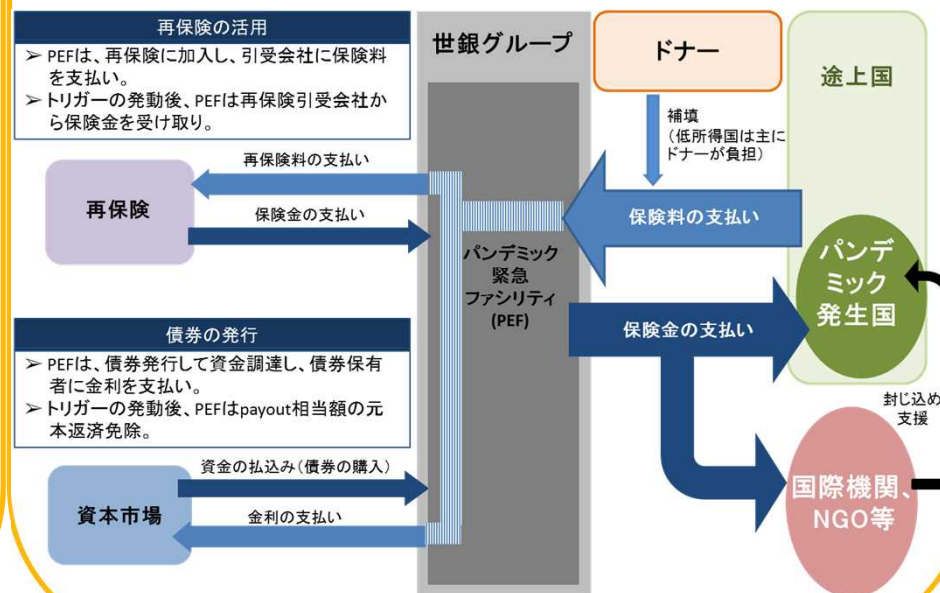 再保険の活用
➢ PEFは、再保険に加入し、引受会社に保険料
を支払い。
➢ トリガーの発動後、PEFは再保険引受会社か
ら保険金を受け取り。
再保険料の支払い
再保険
保険金の支払い
債券の発行
➢ PEFは、債券発行して資金調達し、債券保有
者に金利を支払い。
➢ トリガーの発動後、PEFはpayout相当額の元
本返済免除。
資金の払込み(債券の購入)
資本市場
金利の支払い
世銀グループ
パンデミック
緊急
ファシリティ
(PEF)
ドナー
補填
(低所得国は主に
ドナーが負担)
保険料の支払い
保険金の支払い
途上国
パンデ
ミック
発生国
封じ込め
支援
国際機関、
NGO等